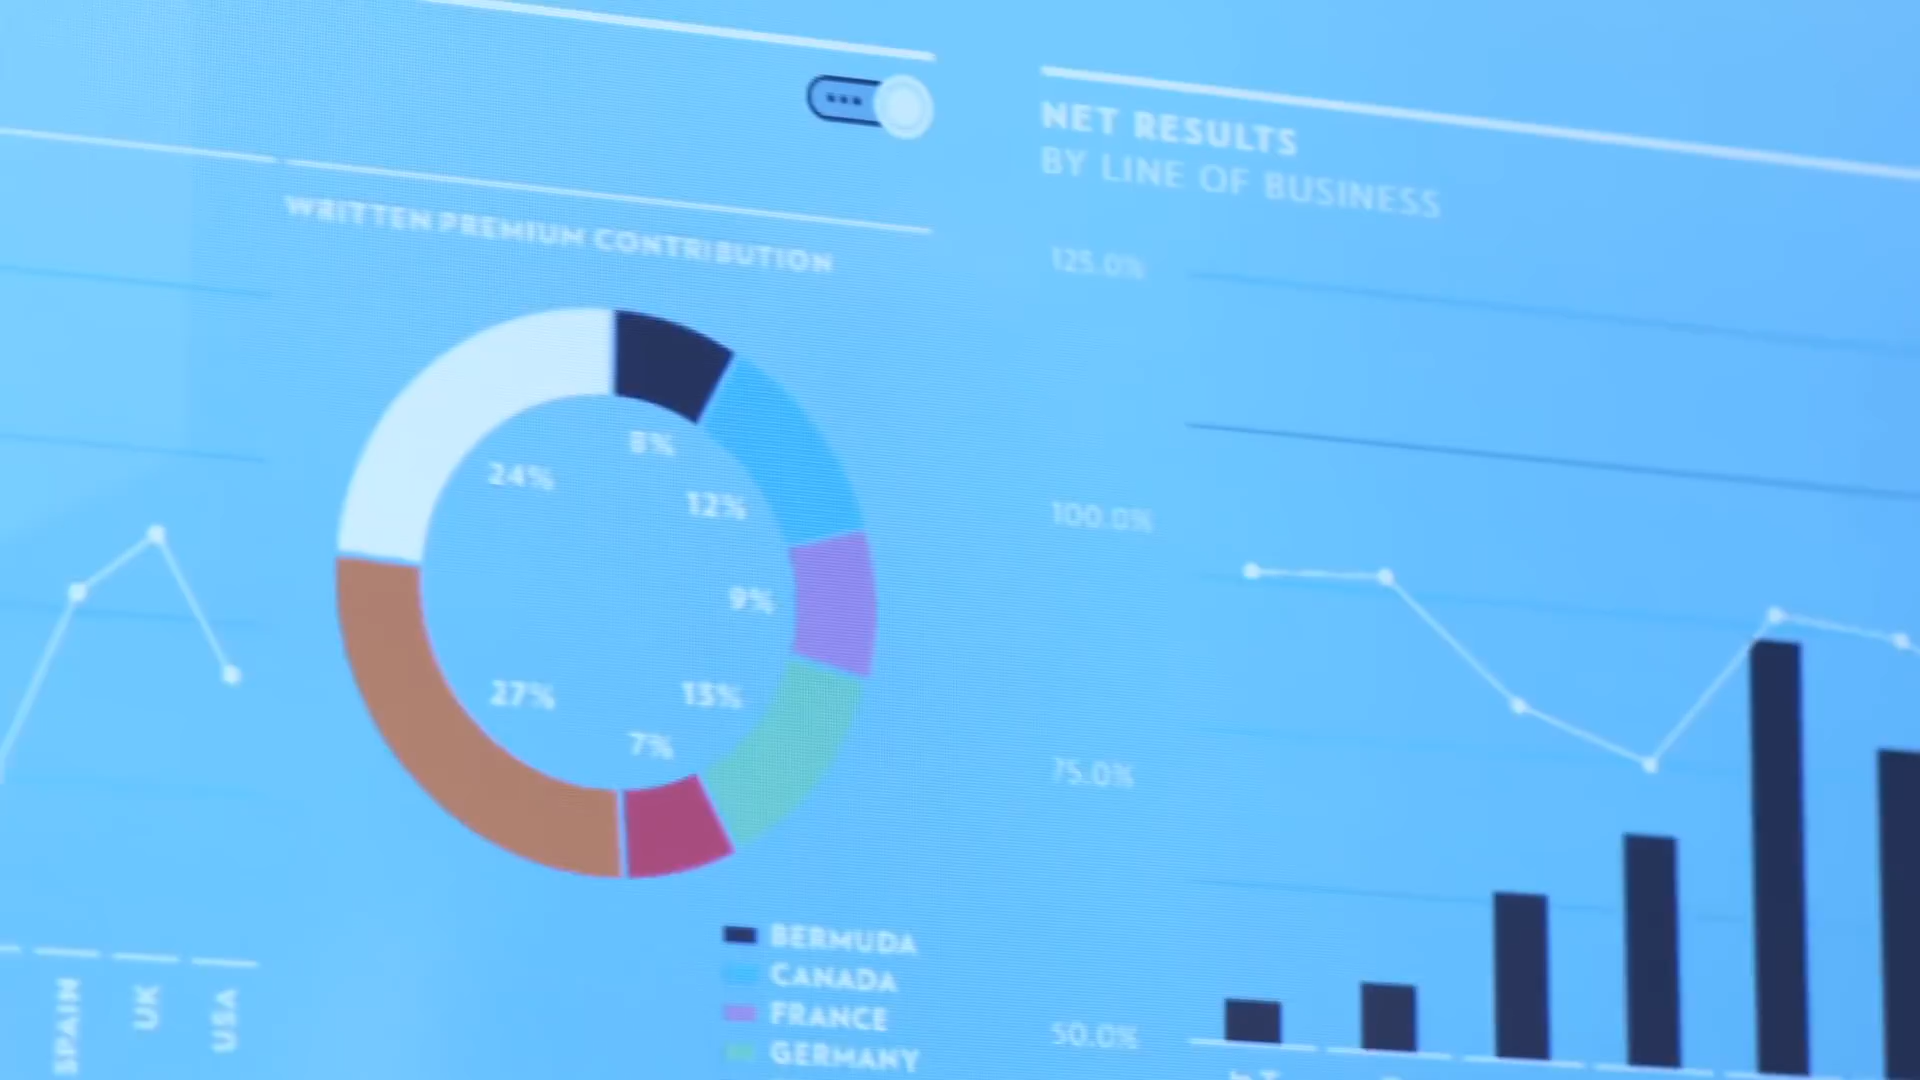 NET RESULTS
BY LINE OF BUSINESS
WRITTEN PREMIUM CONTRIBUTION
125.0%
8%
24%
12%
100.0%
9%
27%
13%
7%
75.0%
BERMUDA
CANADA
FRANCE
GERMANY
50.0%
SPAIN
UK
USA